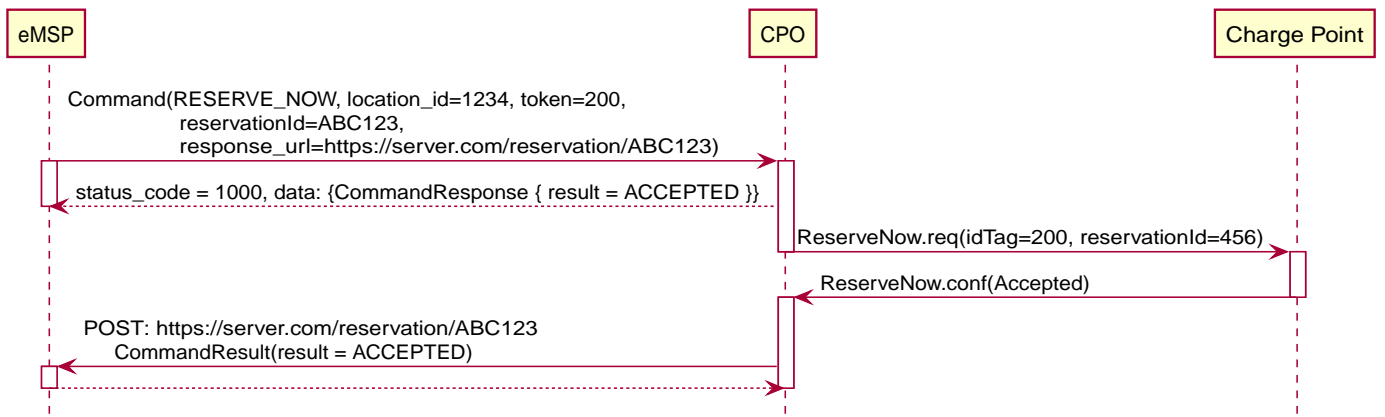 eMSP
CPO
Charge Point
Command(RESERVE_NOW, location_id=1234, token=200,
reservationId=ABC123,
response_url=https://server.com/reservation/ABC123)
status_code = 1000, data: {CommandResponse { result = ACCEPTED }}
ReserveNow.req(idTag=200, reservationId=456)
ReserveNow.conf(Accepted)
POST: https://server.com/reservation/ABC123
CommandResult(result = ACCEPTED)